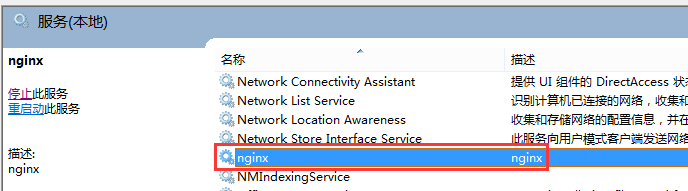 服务(本地)
nginx
停止此服务
重启动此服务
描述:
nginx
名称 描述
Network Connectivity Assistant 提供 UI 组件的 DirectAccess 状
Network List Service 识别计算机已连接的网络，收集和
Network Location Awareness 收集和存储网络的配置信息，并在
Network Store Interface Service 此服务向用户模式客户端发送网络
nginx nginx
NMIndexingService